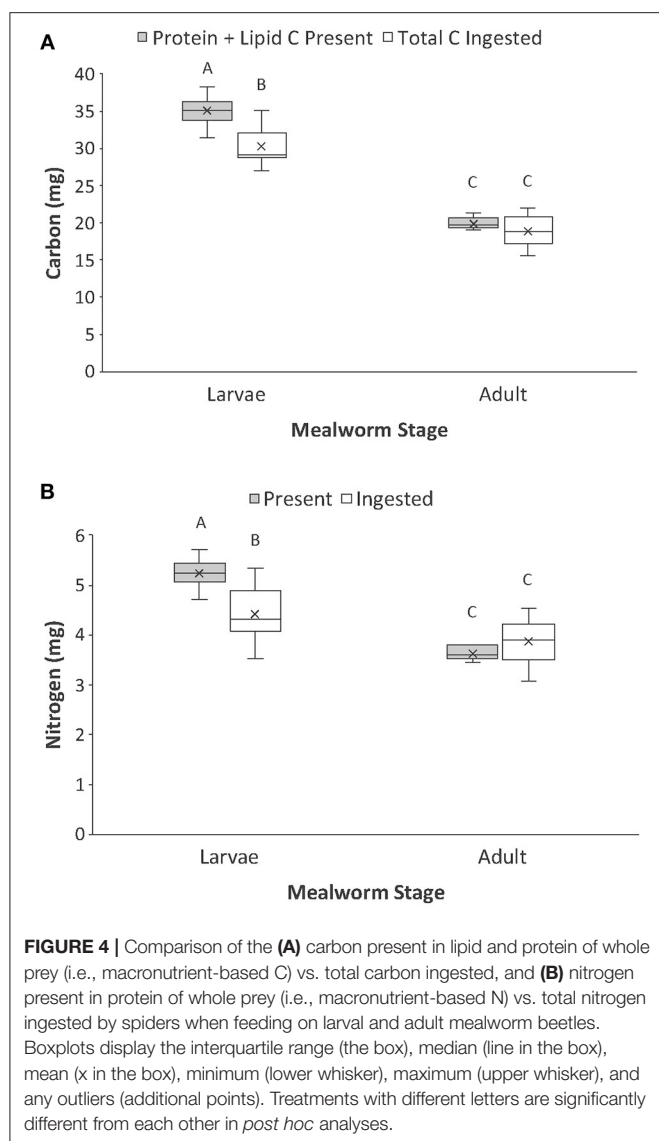 A
Protein + Lipid C Present Total C Ingested
A
B
C C
40
35
30
25
20
15
10
5
0
Carbon (mg)
Larvae Adult
Mealworm Stage
B
Present Ingested
A
B
C C
6
5
4
3
2
1
0
Nitrogen (mg)
Larvae Adult
Mealworm Stage
FIGURE 4 | Comparison of the (A) carbon present in lipid and protein of whole
prey (i.e., macronutrient-based C) vs. total carbon ingested, and (B) nitrogen
present in protein of whole prey (i.e., macronutrient-based N) vs. total nitrogen
ingested by spiders when feeding on larval and adult mealworm beetles.
Boxplots display the interquartile range (the box), median (line in the box),
mean (x in the box), minimum (lower whisker), maximum (upper whisker), and
any outliers (additional points). Treatments with different letters are significantly
different from each other in post hoc analyses.